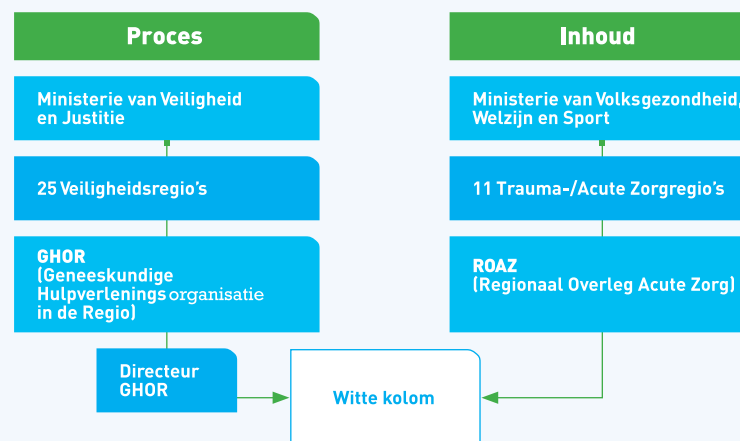 Proces
Ministerie van Veiligheid
en Justitie
25 Veiligheidsregio's
GHOR
(Geneeskundige
Hulpverleningsorganisatie
in de Regio)
Directeur
GHOR
Inhoud
Ministerie van Volksgezondheid,
Welzijn en Sport
11 Trauma-/Acute Zorgregio's
ROAZ
(Regionaal Overleg Acute Zorg)
Witte kolom